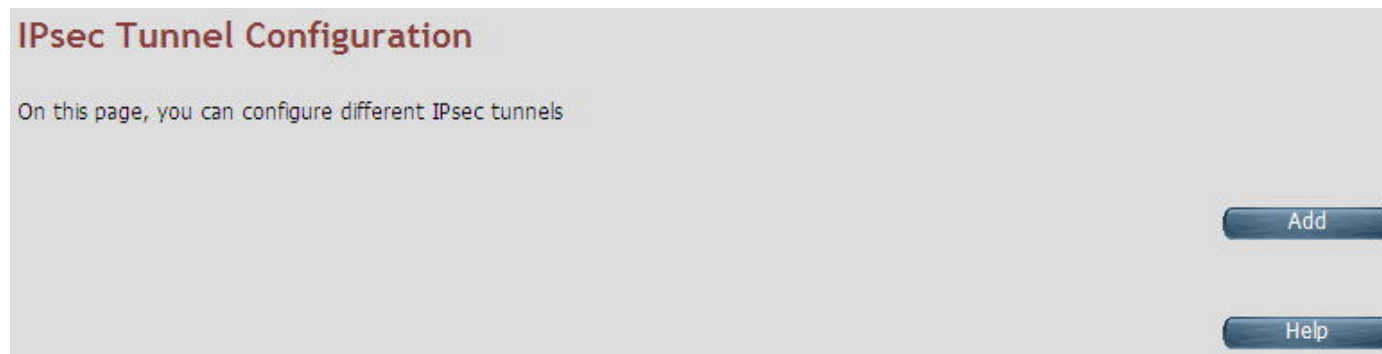 IPsec Tunnel Configuration
On this page, you can configure different IPsec tunnels
Add
Help